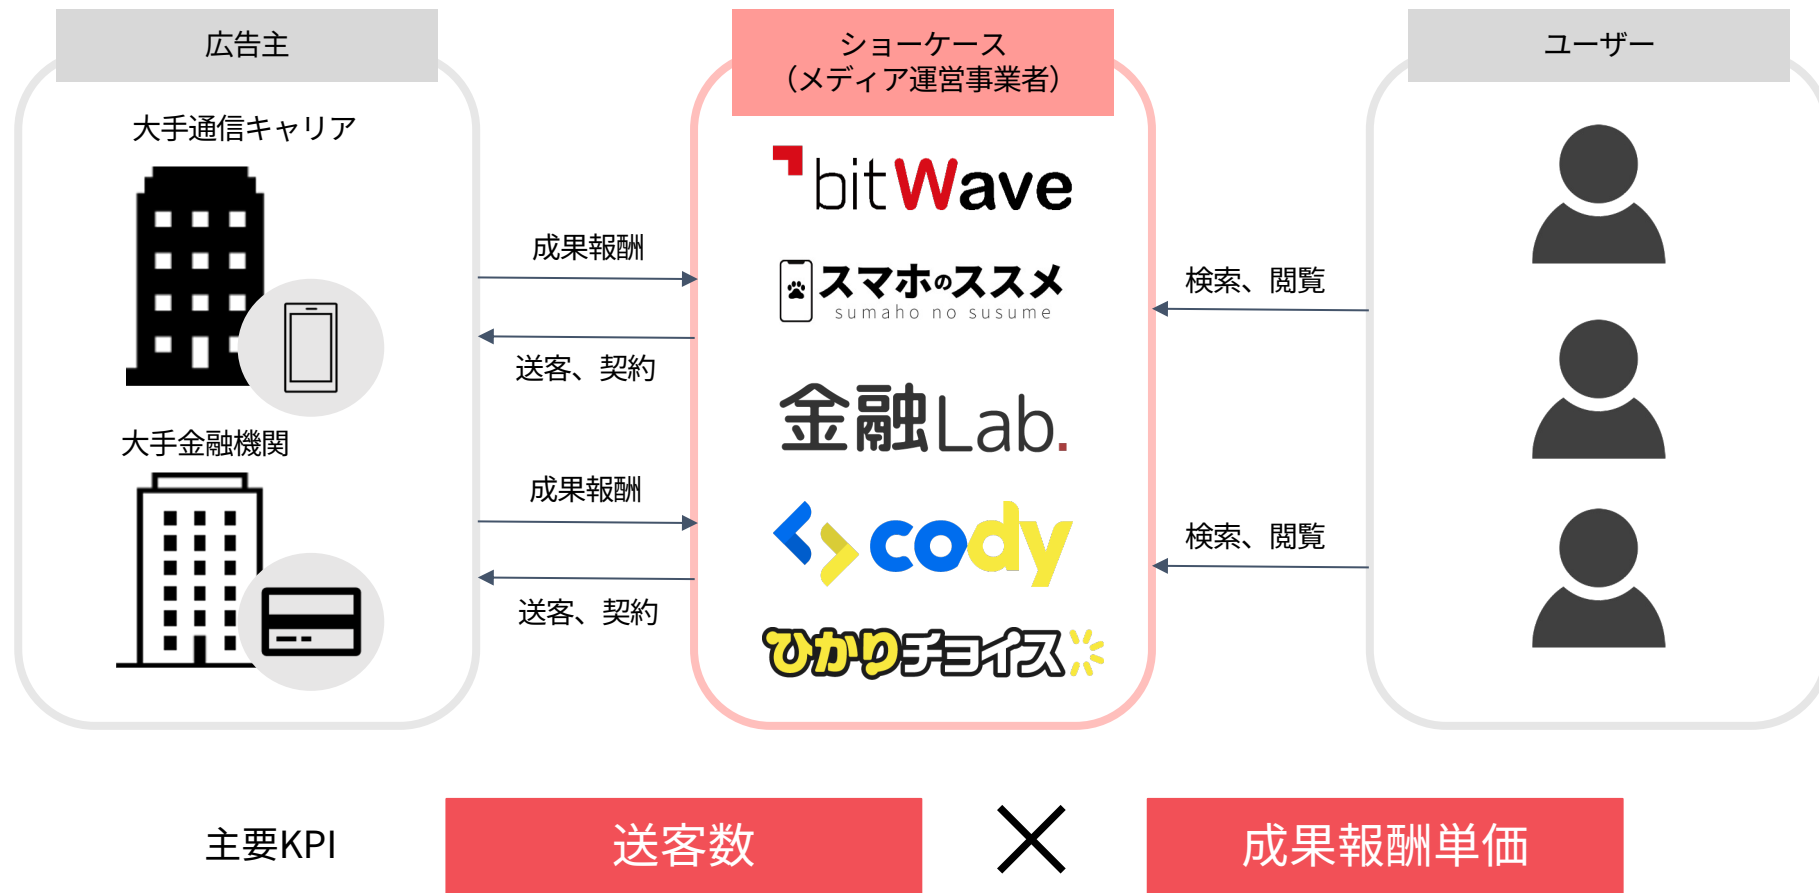 広告主
大手通信キャリア
大手金融機関
成果報酬
送客、契約
成果報酬
送客、契約
ショーケース
（メディア運営事業者）
bitWave
スマホのススメ
sumaho no susume
金融Lab.
cody
ひかりチョイス
検索、閲覧
検索、閲覧
ユーザー
主要KPI
送客数
×
成果報酬単価